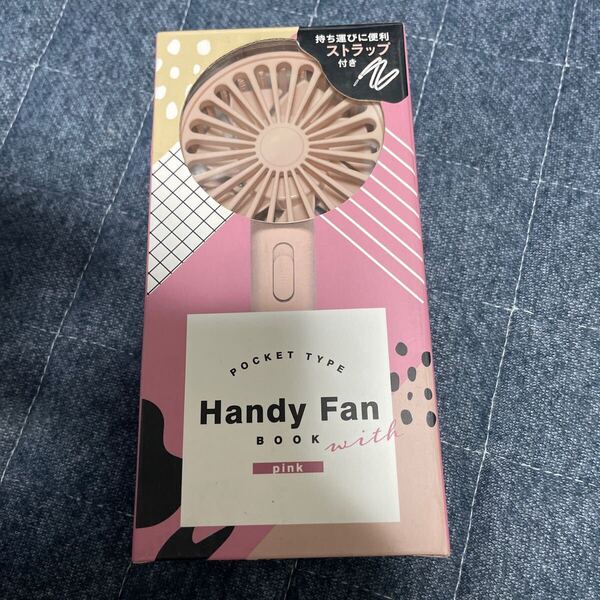 持ち運びに便利
ストラップ
付き
POCKET TYPE
Handy Fan
BOOK with
pink